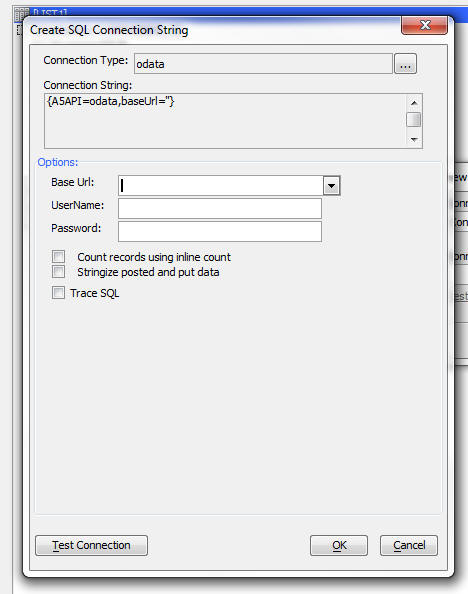 [LIST1]
Create SQL Connection String
Connection Type: odata ...
Connection String:
{A5API=odata,baseUrl=''}
Options:
Base Url:
UserName:
Password:
Count records using inline count
Stringize posted and put data
Trace SQL
Test Connection OK Cancel